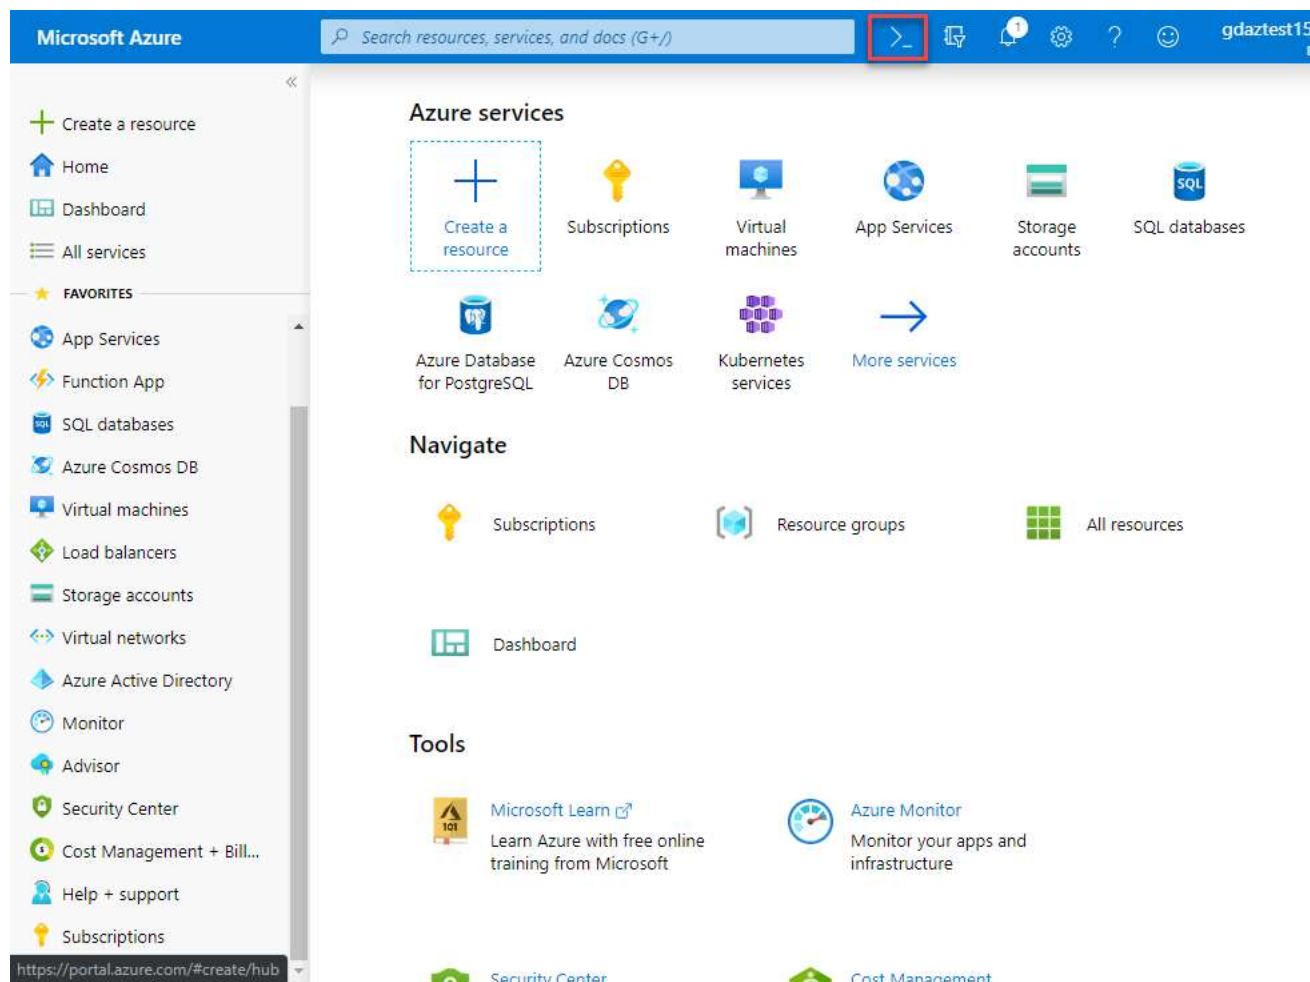 Microsoft Azure
Search resources, services, and docs (G+/)
>_
1
?
gdaztest15
«
Create a resource
Home
Dashboard
All services
FAVORITES
App Services
Function App
SQL databases
Azure Cosmos DB
Virtual machines
Load balancers
Storage accounts
Virtual networks
Azure Active Directory
Monitor
Advisor
Security Center
Cost Management + Bill...
Help + support
Subscriptions
https://portal.azure.com/#create/hub
Azure services
Create a
resource
Subscriptions
Virtual
machines
App Services
Storage
accounts
SQL
SQL databases
Azure Database
for PostgreSQL
Azure Cosmos
DB
Kubernetes
services
More services
Navigate
Subscriptions
Resource groups
All resources
Dashboard
Tools
101
Microsoft Learn
Learn Azure with free online
training from Microsoft
Azure Monitor
Monitor your apps and
infrastructure
Security Center
Cost Management